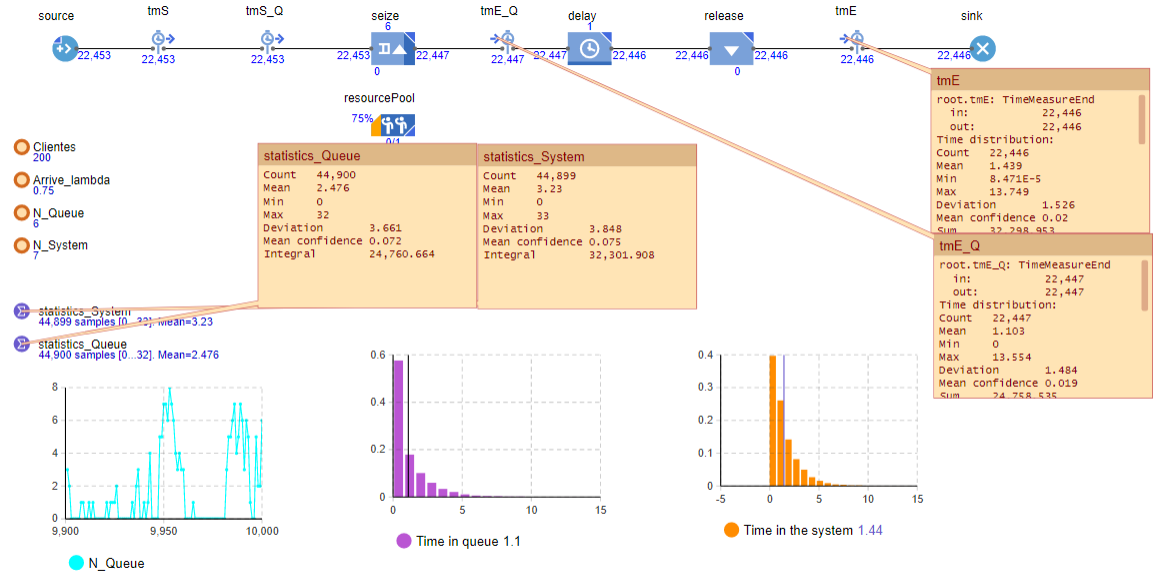 source
tmS
tmS_Q
seize
tmE_Q
delay
release
tmE
sink
6
1
22,453
22,453
22,453
22,453
22,447
22,447
22,447
22,446
22,446
22,446
22,446
0
0
resourcePool
75%
0/1
Clientes
200
Arrive_lambda
0.75
N_Queue
6
N_System
7
statistics_Queue
Count 44,900
Mean 2.476
Min 0
Max 32
Deviation 3.661
Mean confidence 0.072
Integral 24,760.664
statistics_System
Count 44,899
Mean 3.23
Min 0
Max 33
Deviation 3.848
Mean confidence 0.075
Integral 32,301.908
tmE
root.tmE: TimeMeasureEnd
in: 22,446
out: 22,446
Time distribution:
Count 22,446
Mean 1.439
Min 8.471E-5
Max 13.749
Deviation 1.526
Mean confidence 0.02
Sum 32,298.953
tmE_Q
root.tmE_Q: TimeMeasureEnd
in: 22,447
out: 22,447
Time distribution:
Count 22,447
Mean 1.103
Min 0
Max 13.554
Deviation 1.484
Mean confidence 0.019
Sum 24,758.535
statistics_System
44,899 samples [0...32]. Mean=3.23
statistics_Queue
44,900 samples [0...32]. Mean=2.476
8
6
4
2
0
9,900
9,950
10,000
N_Queue
0.6
0.4
0.2
0
0
5
10
15
Time in queue 1.1
0.4
0.3
0.2
0.1
0
-5
0
5
10
15
Time in the system 1.44